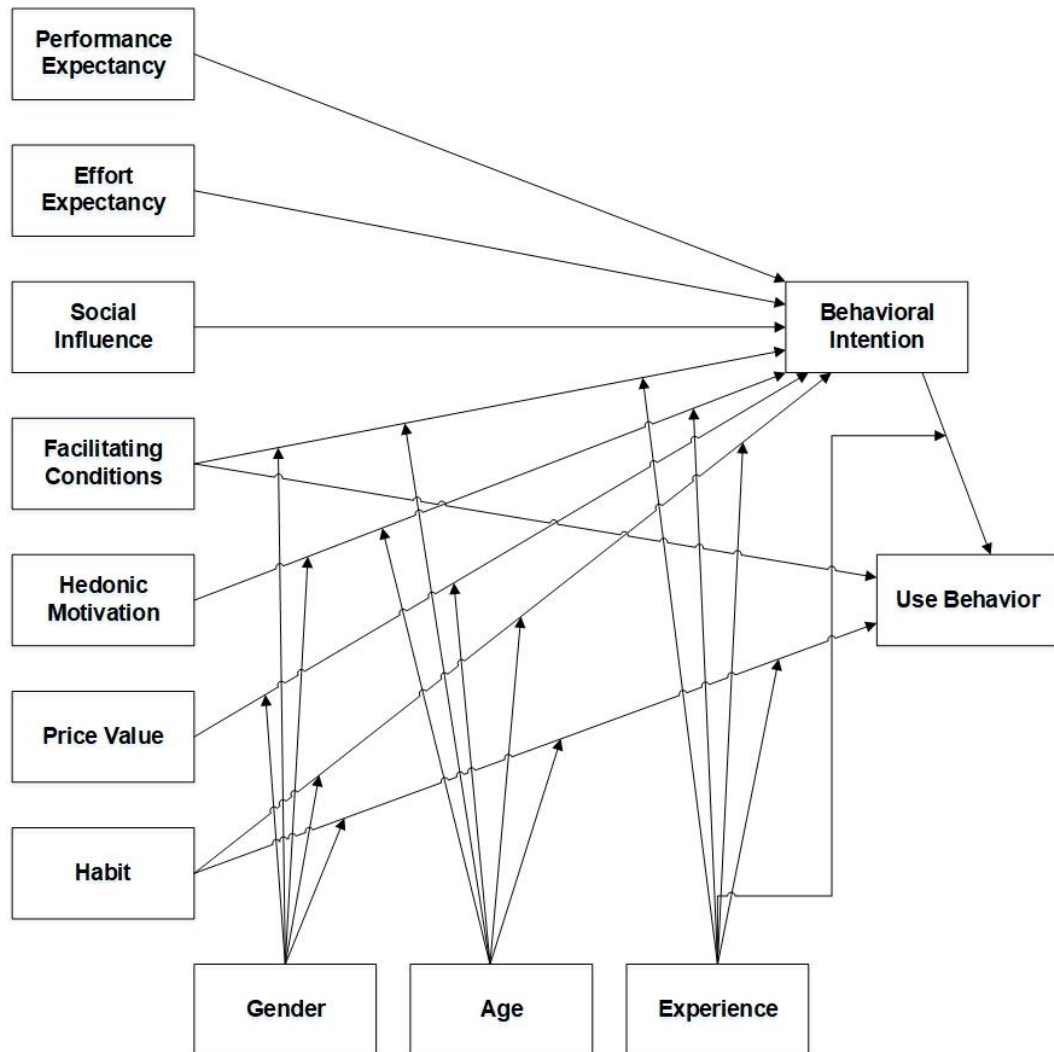 Performance
Expectancy
Effort
Expectancy
Social
Influence
Behavioral
Intention
Facilitating
Conditions
Hedonic
Motivation
Use Behavior
Price Value
Habit
Gender
Age
Experience